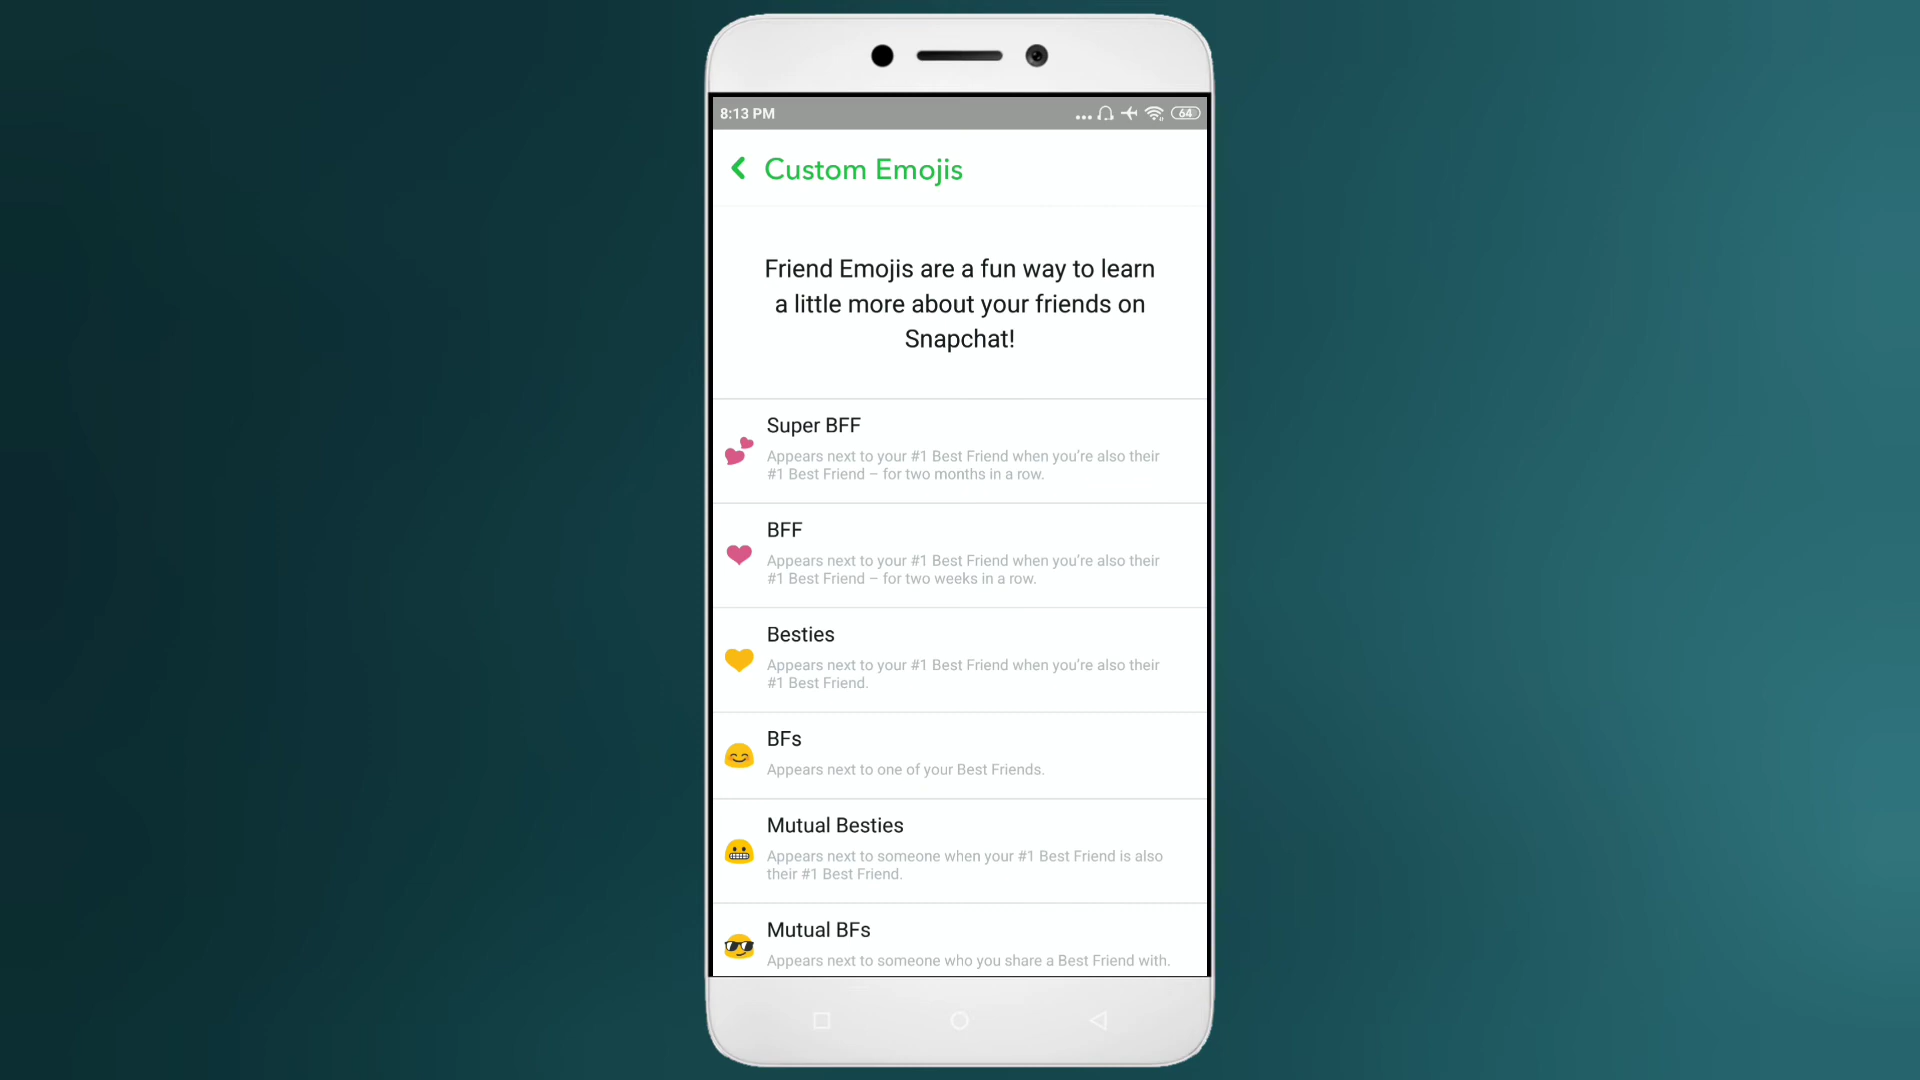 8:13 PM
64
Custom Emojis
Friend Emojis are a fun way to learn
a little more about your friends on
Snapchat!
Super BFF
Appears next to your #1 Best Friend when you're also their
#1 Best Friend – for two months in a row.
BFF
Appears next to your #1 Best Friend when you're also their
#1 Best Friend – for two weeks in a row.
Besties
Appears next to your #1 Best Friend when you're also their
#1 Best Friend.
BFs
Appears next to one of your Best Friends.
Mutual Besties
Appears next to someone when your #1 Best Friend is also
their #1 Best Friend.
Mutual BFs
Appears next to someone who you share a Best Friend with.